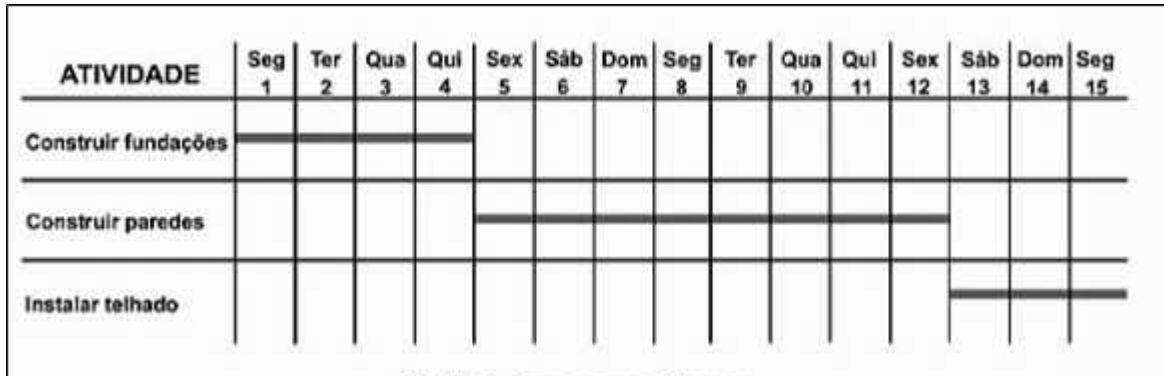 ATIVIDADE
Seg Ter Qua Qui Sex Sáb Dom Seg Ter Qua Qui Sex Sáb Dom Seg
1 2 3 4 5 6 7 8 9 10 11 12 13 14 15
Construir fundações
Construir paredes
Instalar telhado